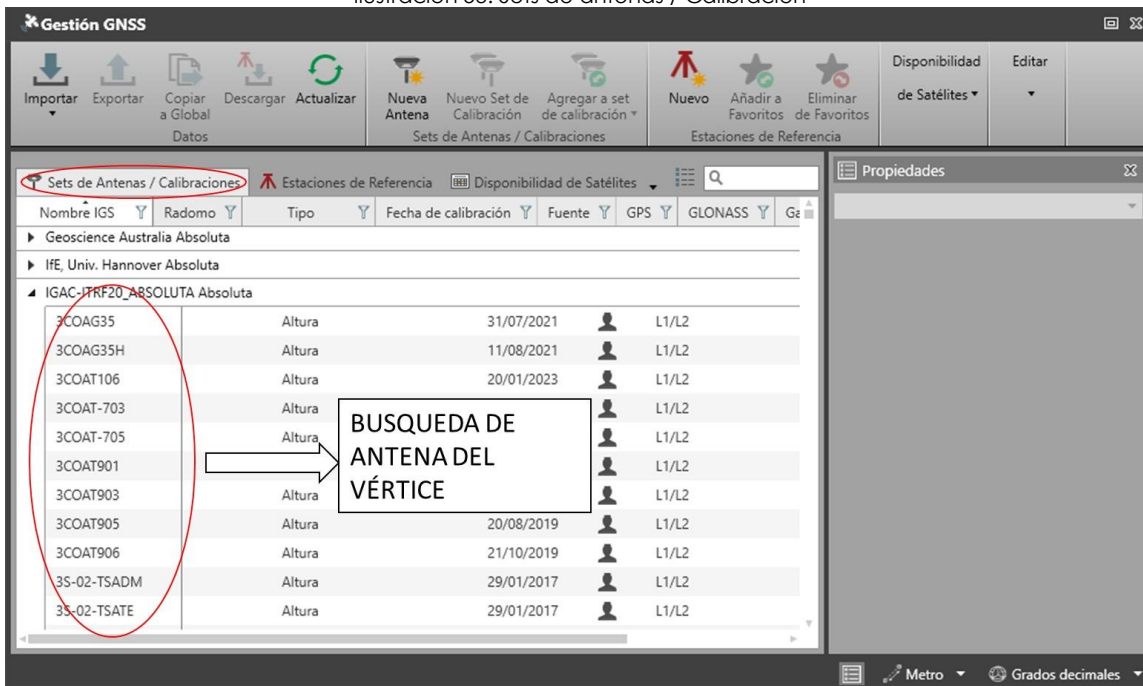 Ilustración 33. Sets de antenas / Calibración
Gestión GNSS
Importar
Exportar
Copiar a Global
Descargar
Actualizar
Datos
Nueva Antena
Nuevo Set de Calibración
Agregar a set de calibración
Sets de Antenas / Calibraciones
Nuevo
Añadir a Favoritos
Eliminar de Favoritos
Estaciones de Referencia
Disponibilidad de Satélites
Editar
Sets de Antenas / Calibraciones
Estaciones de Referencia
Disponibilidad de Satélites
Propiedades
Nombre IGS Radomo Tipo Fecha de calibración Fuente GPS GLONASS Ga
Geoscience Australia Absoluta
IfE, Univ. Hannover Absoluta
IGAC-ITRF20_ABSOLUTA Absoluta
3COAG35 Altura 31/07/2021 L1/L2
3COAG35H Altura 11/08/2021 L1/L2
3COAT106 Altura 20/01/2023 L1/L2
3COAT-703 Altura L1/L2
3COAT-705 Altura L1/L2
3COAT901 L1/L2
3COAT903 Altura L1/L2
3COAT905 Altura 20/08/2019 L1/L2
3COAT906 Altura 21/10/2019 L1/L2
3S-02-TSADM Altura 29/01/2017 L1/L2
3S-02-TSATE Altura 29/01/2017 L1/L2
BUSQUEDA DE
ANTENA DEL
VÉRTICE
Metro
Grados decimales